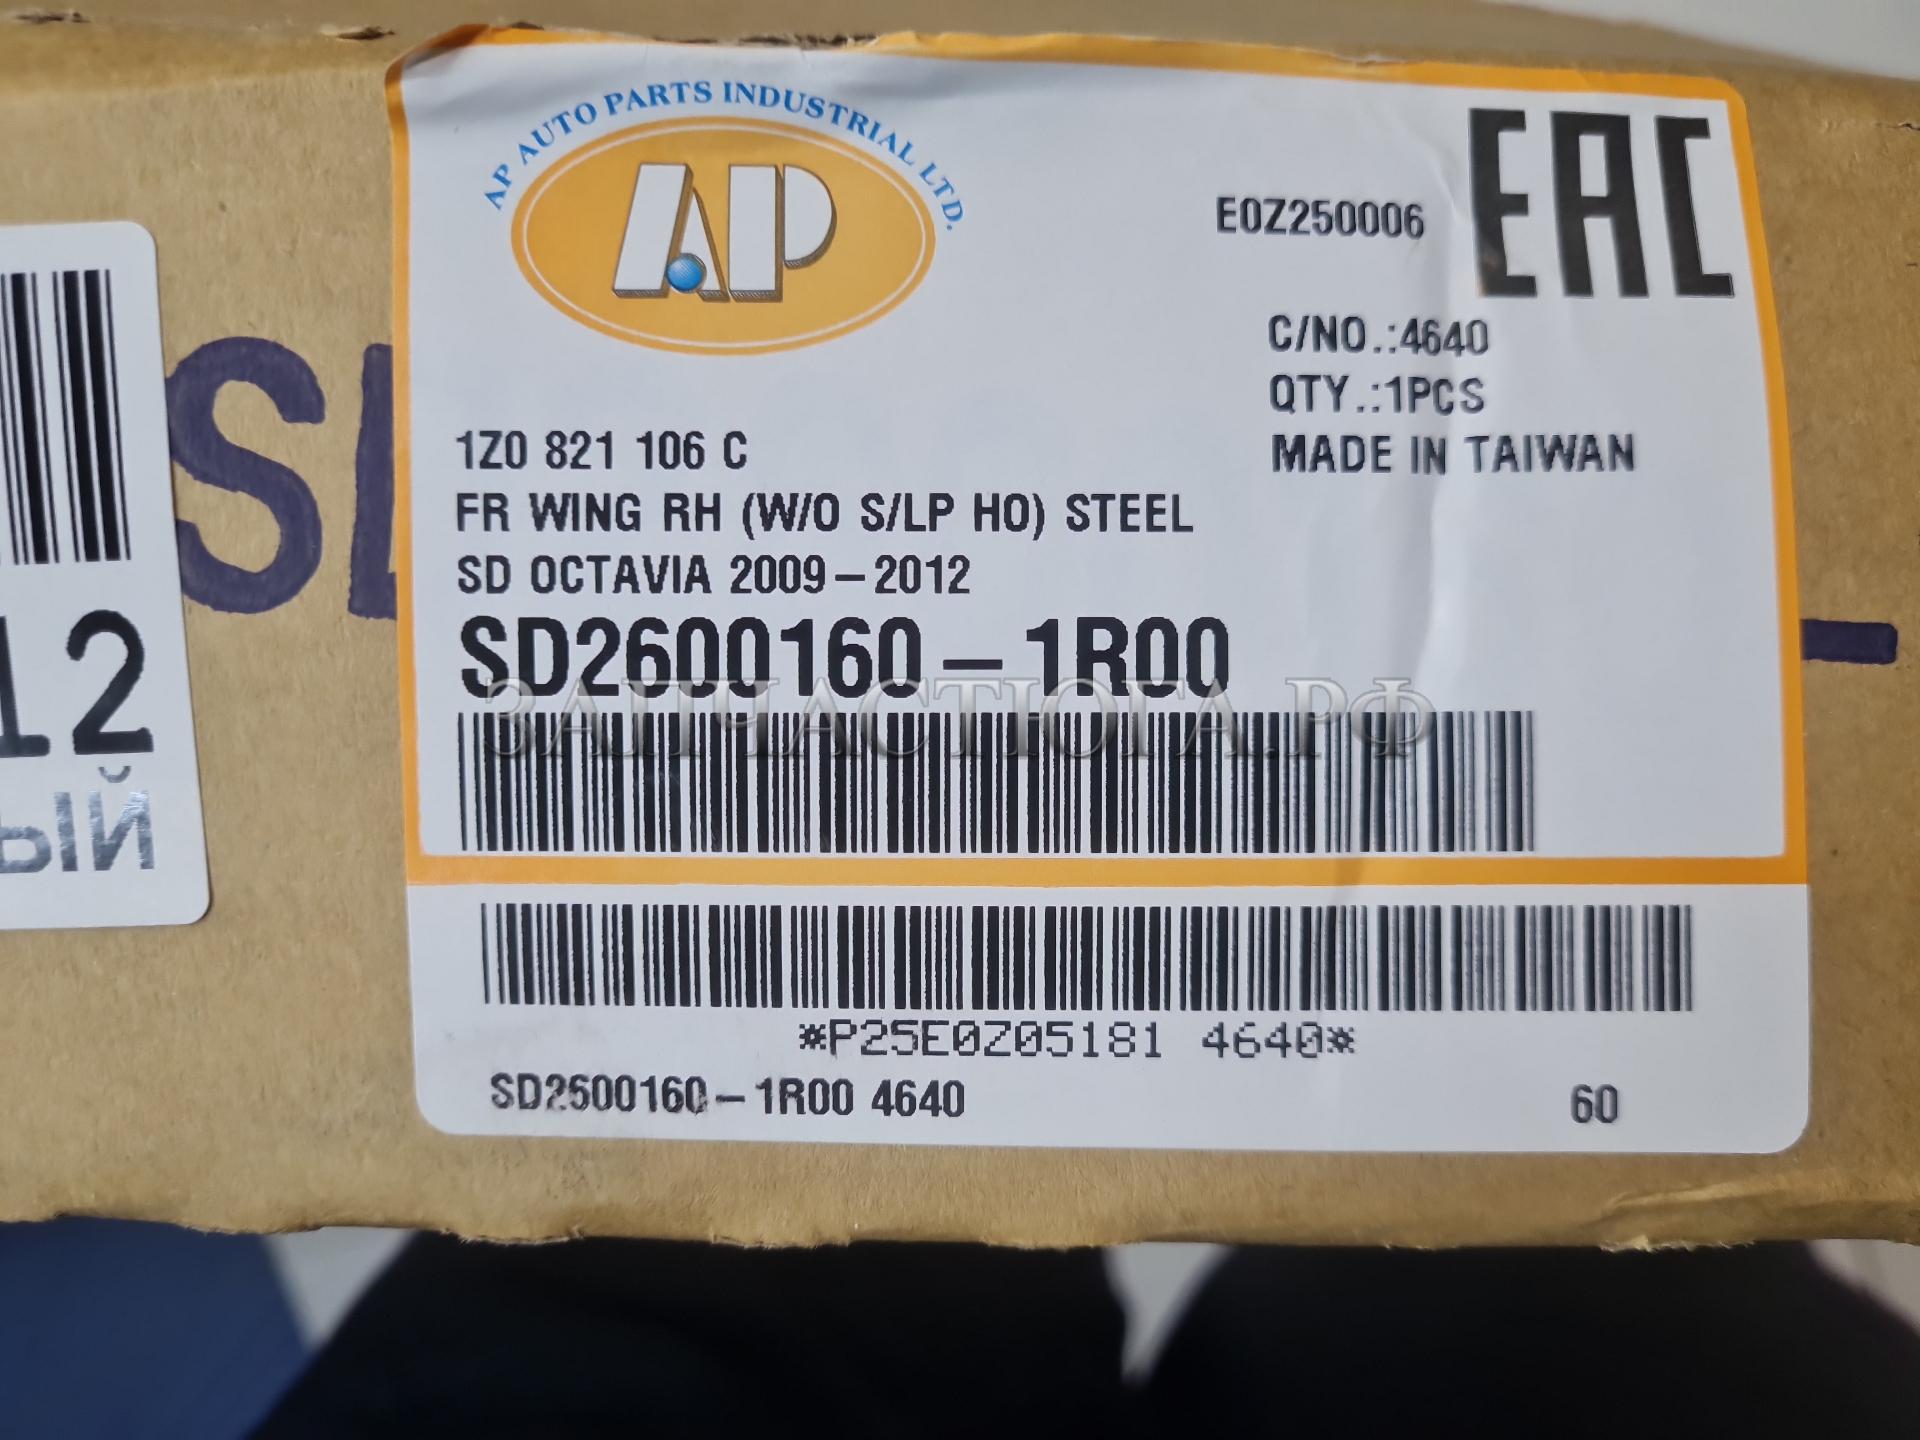 AP AUTO PARTS INDUSTRIAL LTD.
AP
E0Z250006
EAC
C/NO.:4640
QTY.:1PCS
MADE IN TAIWAN
1Z0 821 106 C
FR WING RH (W/O S/LP HO) STEEL
SD OCTAVIA 2009-2012
SD2600160-1R00
ЗАПЧАСТЮГА.РФ
*P25E0Z05181 4640*
SD2600160-1R00 4640
60
12
ЫЙ